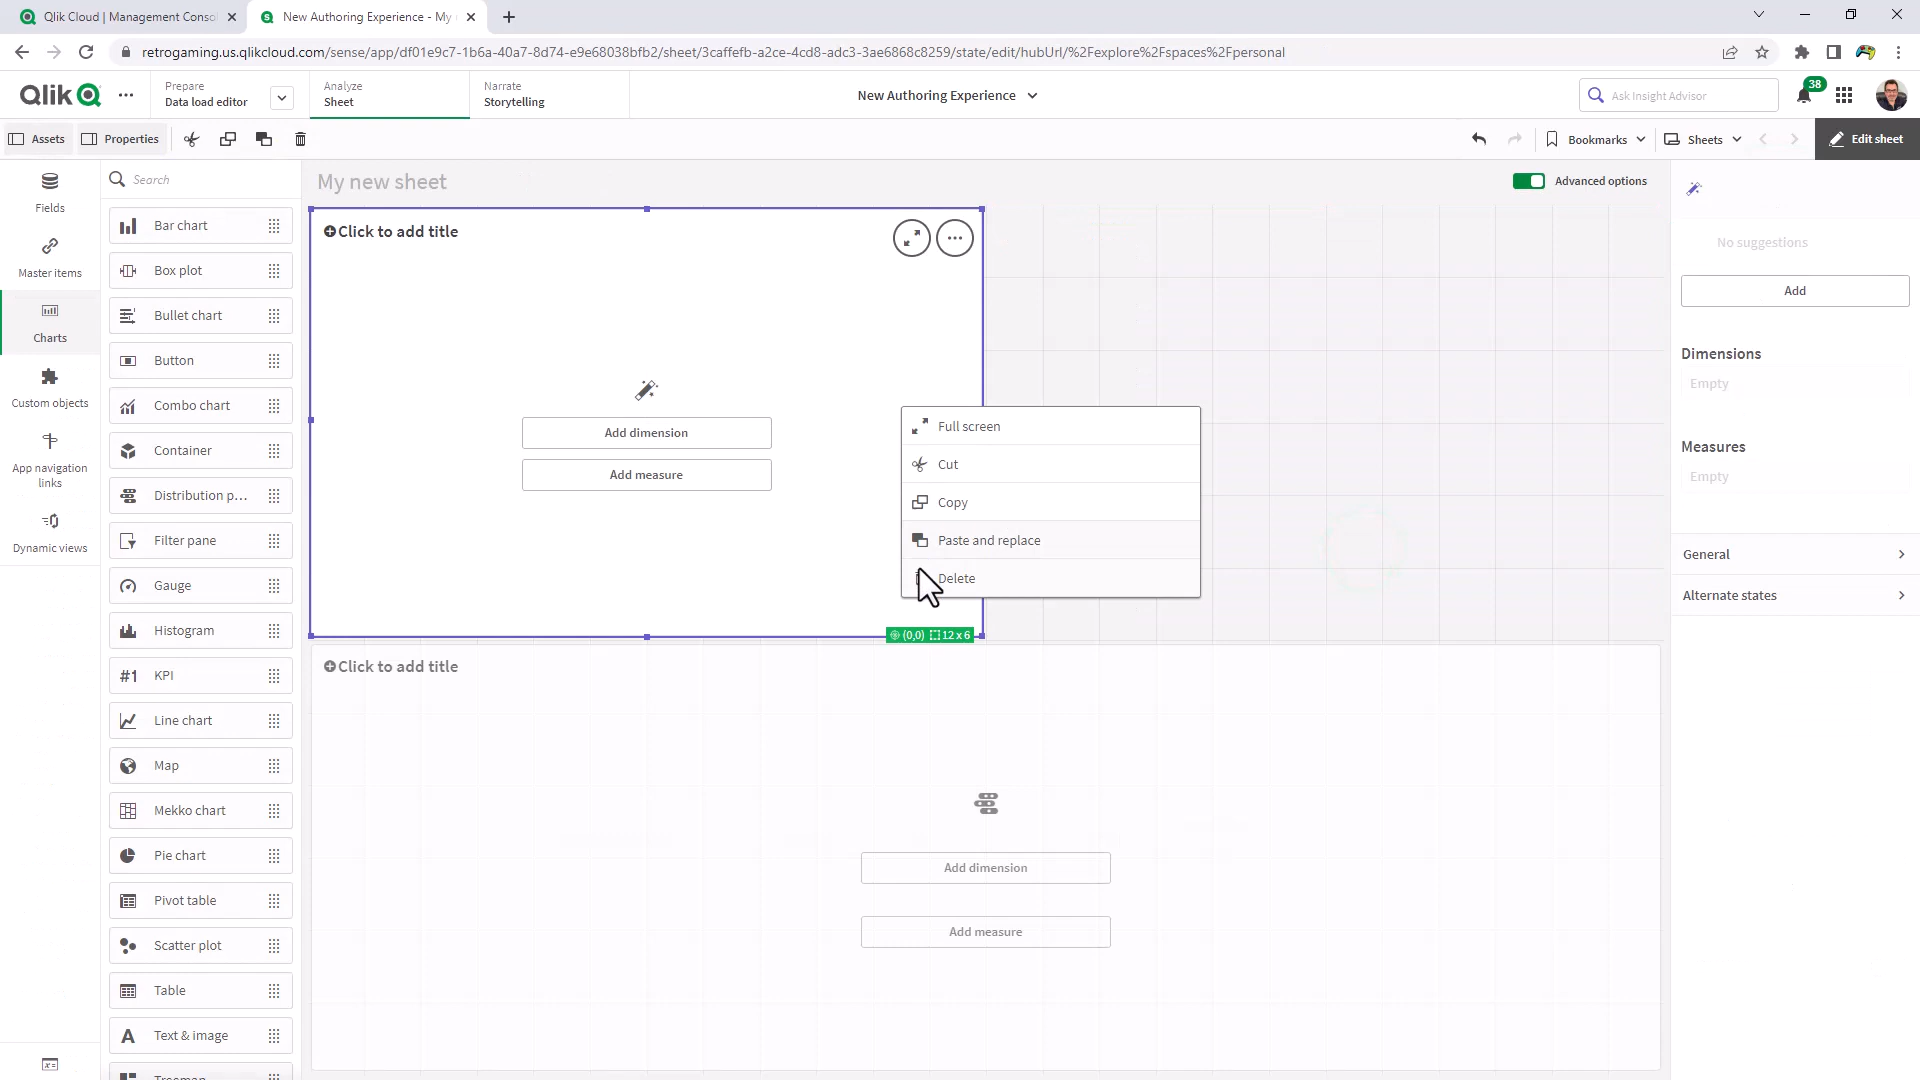 Qlik Cloud | Management Consol
New Authoring Experience - My
retrogaming.us.qlikcloud.com/sense/app/df01e9c7-1b6a-40a7-8d74-e9e68038bfb2/sheet/3caffefb-a2ce-4cd8-adc3-3ae6868c8259/state/edit/hubUrl/%2Fexplore%2Fspaces%2Fpersonal
Qlik
Prepare
Data load editor
Analyze
Sheet
Narrate
Storytelling
New Authoring Experience
Ask Insight Advisor
38
Assets
Properties
Bookmarks
Sheets
Edit sheet
Fields
Master items
Charts
Custom objects
App navigation
links
Dynamic views
Search
Bar chart
Box plot
Bullet chart
Button
Combo chart
Container
Distribution p...
Filter pane
Gauge
Histogram
#1 KPI
Line chart
Map
Mekko chart
Pie chart
Pivot table
Scatter plot
Table
A Text & image
Treemap
My new sheet
Advanced options
Click to add title
Add dimension
Add measure
Full screen
Cut
Copy
Paste and replace
Delete
(0,0) 12 x 6
Click to add title
Add dimension
Add measure
No suggestions
Add
Dimensions
Empty
Measures
Empty
General
Alternate states